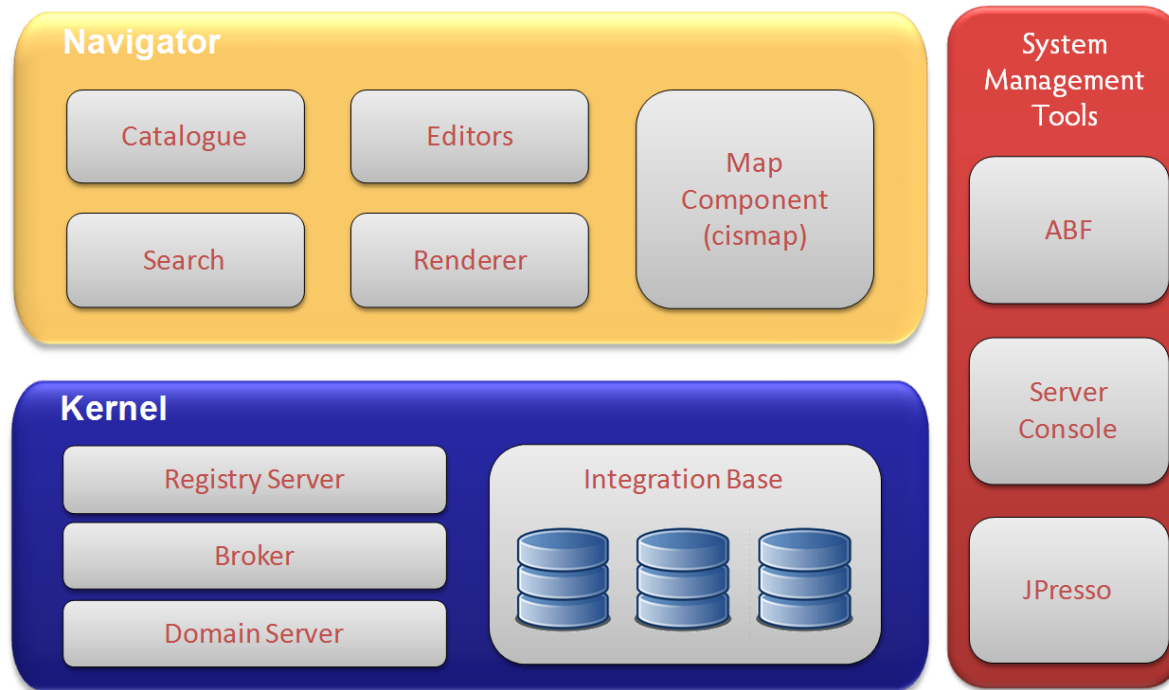 Navigator
Catalogue
Editors
Map
Component
(cismap)
Search
Renderer
Kernel
Registry Server
Broker
Domain Server
Integration Base
System
Management
Tools
ABF
Server
Console
JPresso